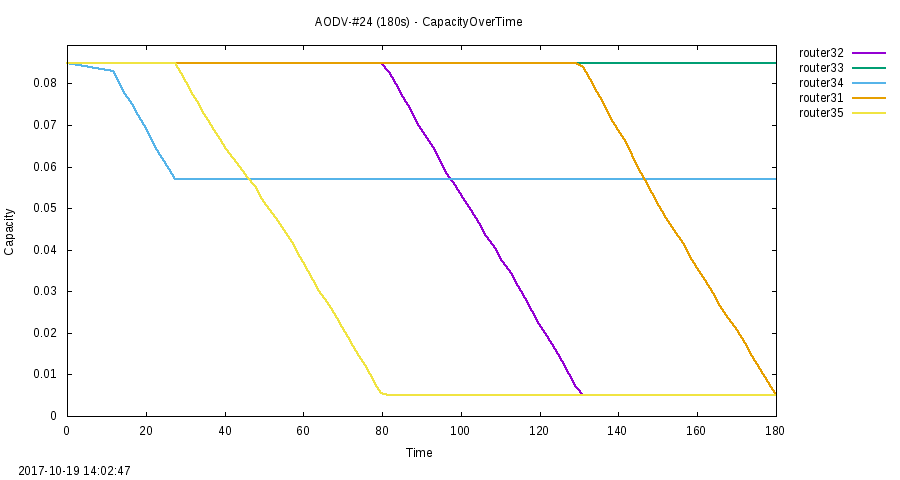 AODV-#24 (180s) - CapacityOverTime
router32
router33
router34
router31
router35
0.08
0.07
0.06
0.05
0.04
0.03
0.02
0.01
0
Capacity
0 20 40 60 80 100 120 140 160 180
Time
2017-10-19 14:02:47